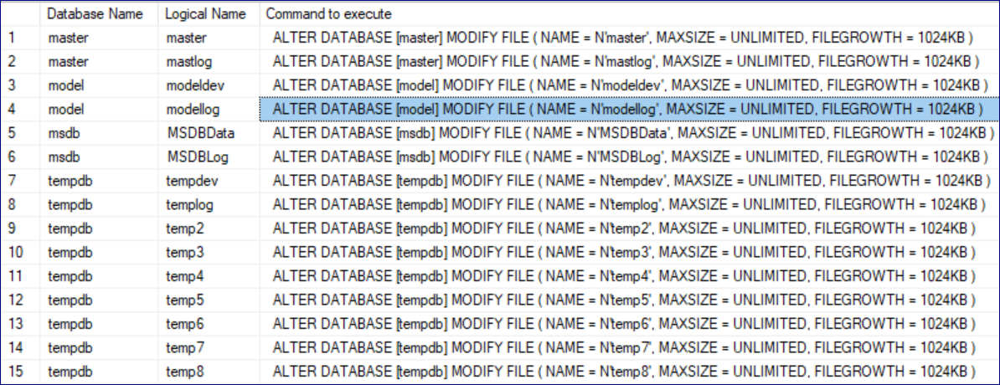 Database Name Logical Name Command to execute
1 master master ALTER DATABASE [master] MODIFY FILE ( NAME = N'master', MAXSIZE = UNLIMITED, FILEGROWTH = 1024KB )
2 master mastlog ALTER DATABASE [master] MODIFY FILE ( NAME = N'mastlog', MAXSIZE = UNLIMITED, FILEGROWTH = 1024KB )
3 model modeldev ALTER DATABASE [model] MODIFY FILE ( NAME = N'modeldev', MAXSIZE = UNLIMITED, FILEGROWTH = 1024KB )
4 model modellog ALTER DATABASE [model] MODIFY FILE ( NAME = N'modellog', MAXSIZE = UNLIMITED, FILEGROWTH = 1024KB )
5 msdb MSDBData ALTER DATABASE [msdb] MODIFY FILE ( NAME = N'MSDBData', MAXSIZE = UNLIMITED, FILEGROWTH = 1024KB )
6 msdb MSDBLog ALTER DATABASE [msdb] MODIFY FILE ( NAME = N'MSDBLog', MAXSIZE = UNLIMITED, FILEGROWTH = 1024KB )
7 tempdb tempdev ALTER DATABASE [tempdb] MODIFY FILE ( NAME = N'tempdev', MAXSIZE = UNLIMITED, FILEGROWTH = 1024KB )
8 tempdb templog ALTER DATABASE [tempdb] MODIFY FILE ( NAME = N'templog', MAXSIZE = UNLIMITED, FILEGROWTH = 1024KB )
9 tempdb temp2 ALTER DATABASE [tempdb] MODIFY FILE ( NAME = N'temp2', MAXSIZE = UNLIMITED, FILEGROWTH = 1024KB )
10 tempdb temp3 ALTER DATABASE [tempdb] MODIFY FILE ( NAME = N'temp3', MAXSIZE = UNLIMITED, FILEGROWTH = 1024KB )
11 tempdb temp4 ALTER DATABASE [tempdb] MODIFY FILE ( NAME = N'temp4', MAXSIZE = UNLIMITED, FILEGROWTH = 1024KB )
12 tempdb temp5 ALTER DATABASE [tempdb] MODIFY FILE ( NAME = N'temp5', MAXSIZE = UNLIMITED, FILEGROWTH = 1024KB )
13 tempdb temp6 ALTER DATABASE [tempdb] MODIFY FILE ( NAME = N'temp6', MAXSIZE = UNLIMITED, FILEGROWTH = 1024KB )
14 tempdb temp7 ALTER DATABASE [tempdb] MODIFY FILE ( NAME = N'temp7', MAXSIZE = UNLIMITED, FILEGROWTH = 1024KB )
15 tempdb temp8 ALTER DATABASE [tempdb] MODIFY FILE ( NAME = N'temp8', MAXSIZE = UNLIMITED, FILEGROWTH = 1024KB )